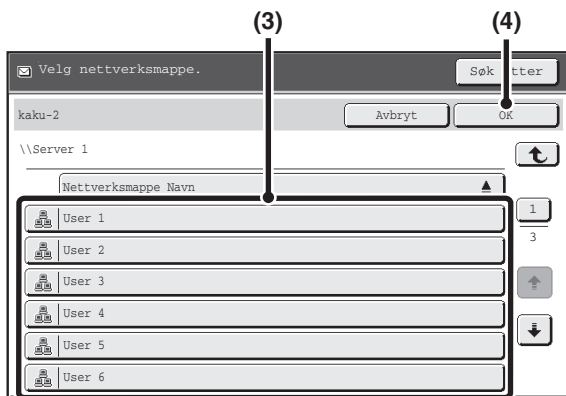 (3) (4)
Velg nettverksmappe. Søk etter
kaku-2 Avbryt OK
\\Server 1
Nettverksmappe Navn
User 1
1
User 2
3
User 3
User 4
User 5
User 6